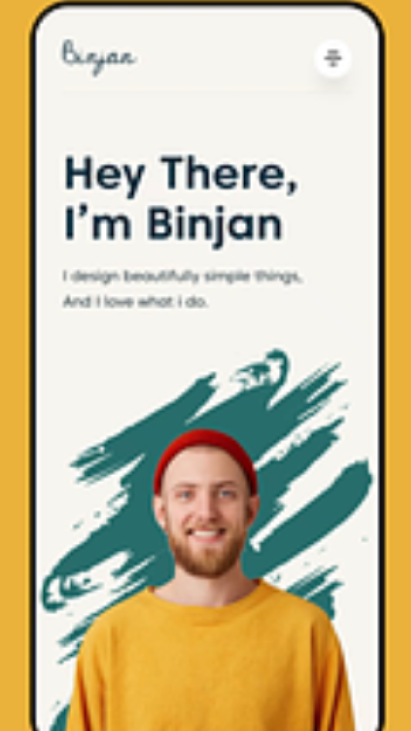 Binjan
Hey There,
I’m Binjan
I design beautifully simple things,
And I love what i do.